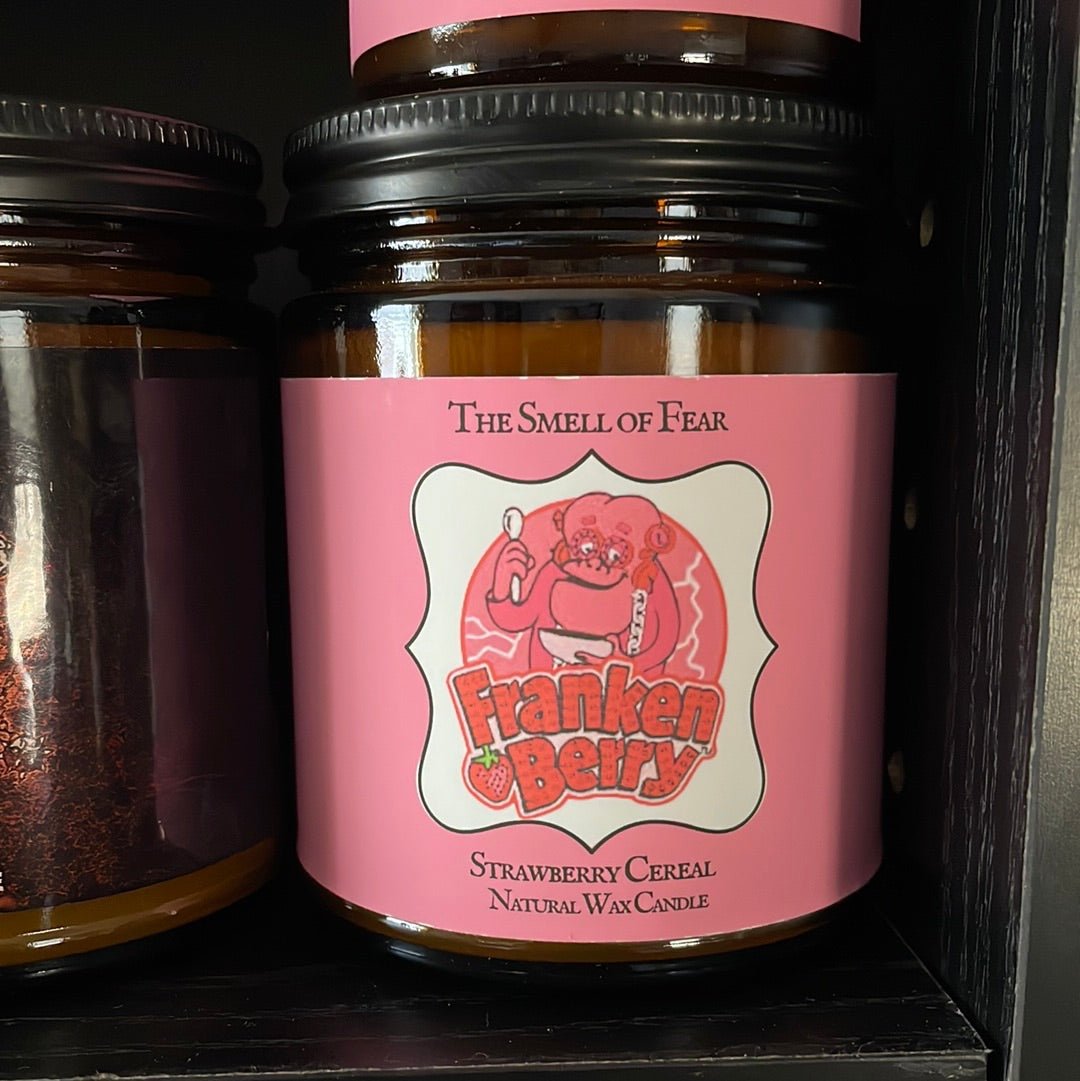 The Smell of Fear
Franken
Berry
Strawberry Cereal
Natural Wax Candle